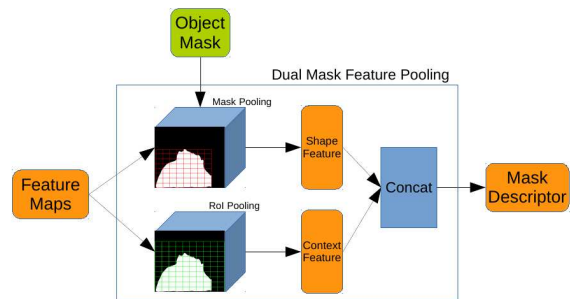 Object
Mask
Dual Mask Feature Pooling
Mask Pooling
Shape
Feature
Feature
Maps
Concat
Mask
Descriptor
RoI Pooling
Context
Feature